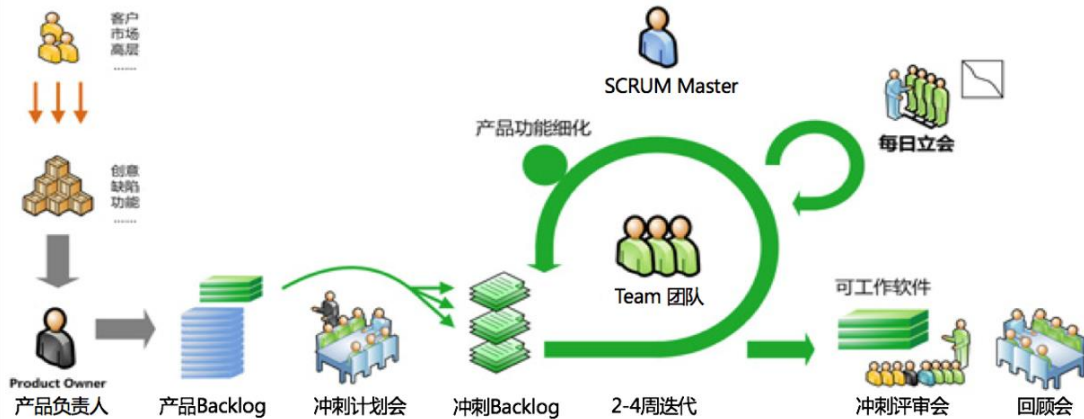 客户
市场
高层
......
SCRUM Master
产品功能细化
每日立会
创意
缺陷
功能
......
Team 团队
可工作软件
Product Owner
产品负责人
产品Backlog
冲刺计划会
冲刺Backlog
2-4周迭代
冲刺评审会
回顾会